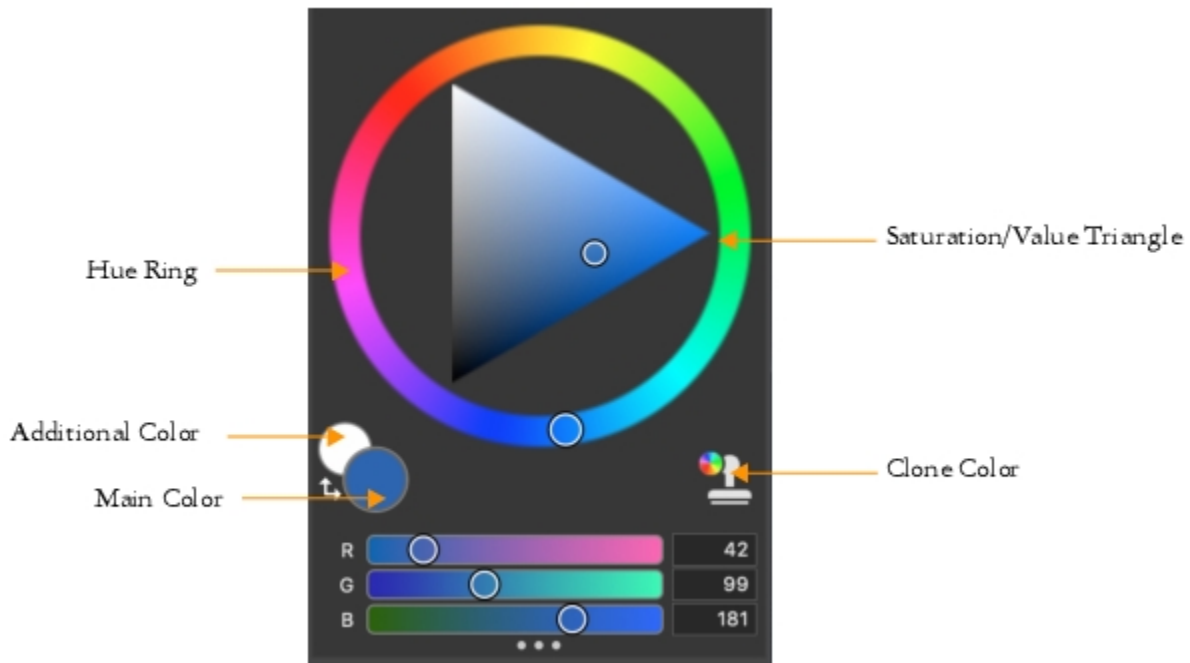 Saturation/Value Triangle
Hue Ring
Additional Color
Main Color
Clone Color
R 42
G 99
B 181